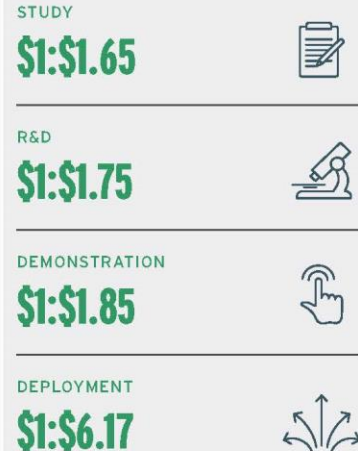 STUDY
$1:$1.65
R&D
$1:$1.75
DEMONSTRATION
$1:$1.85
DEPLOYMENT
$1:$6.17